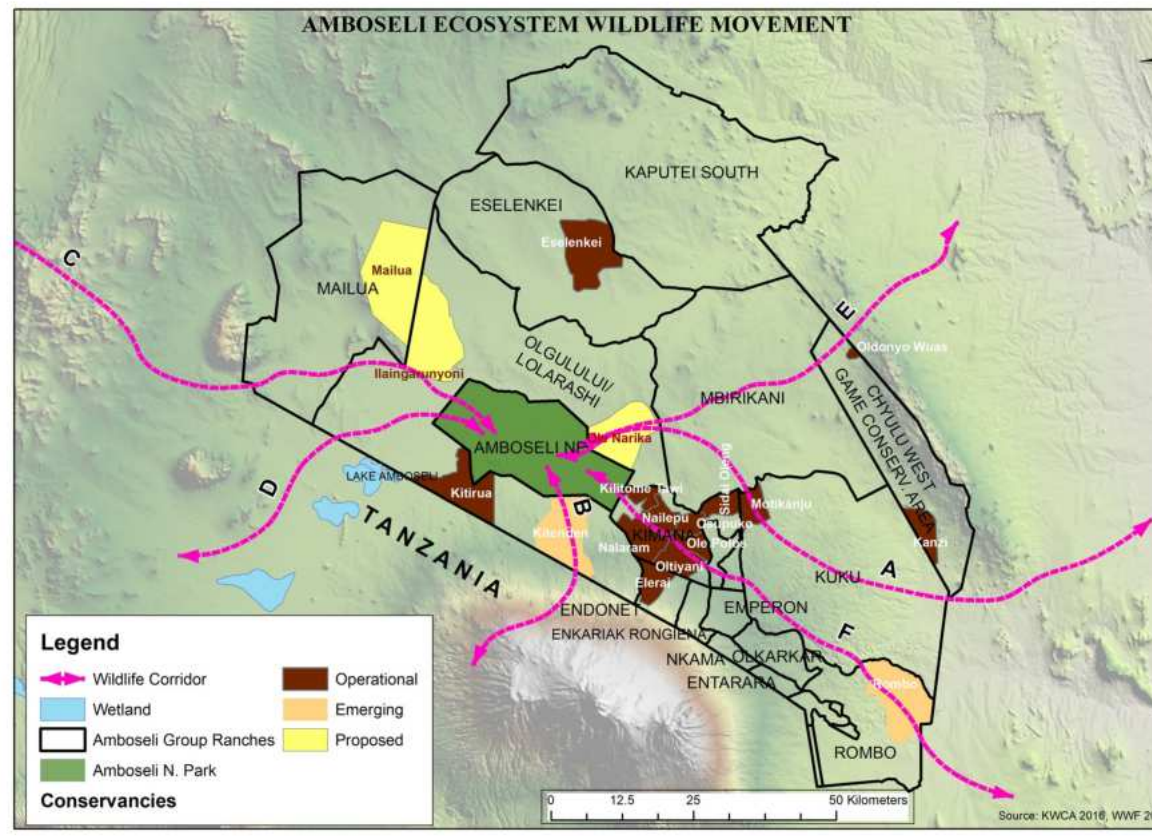 AMBOSELI ECOSYSTEM WILDLIFE MOVEMENT
KAPUTEI SOUTH
ESELENKEI
Eselenkei
C
Mailua
MAILUA
E
Oldonyo Wuas
OLGULULUI/
LOLARASHI
Ilaingarunyoni
MBIRIKANI
CHYULU WEST
GAME CONSERV. AREA
Olu Narika
AMBOSELI NP
LAKE AMBOSELI
D
Kitirua
Kilitome Tawi
Sidai Oleng
Motikanju
B
Nailepu
Osupuko
Kitenden
KIMANA
Ole Polos
Nalaram
Kanzi
TANZANIA
Oltiyani
KUKU
A
Elerai
ENDONET
EMPERON
F
ENKARIAK RONGIENA
NKAMA
OLKARKAR
ENTARARA
Rombo
ROMBO
Legend
Wildlife Corridor
Wetland
Amboseli Group Ranches
Amboseli N. Park
Conservancies
Operational
Emerging
Proposed
0 12.5 25 50 Kilometers
Source: KWCA 2016, WWF 20